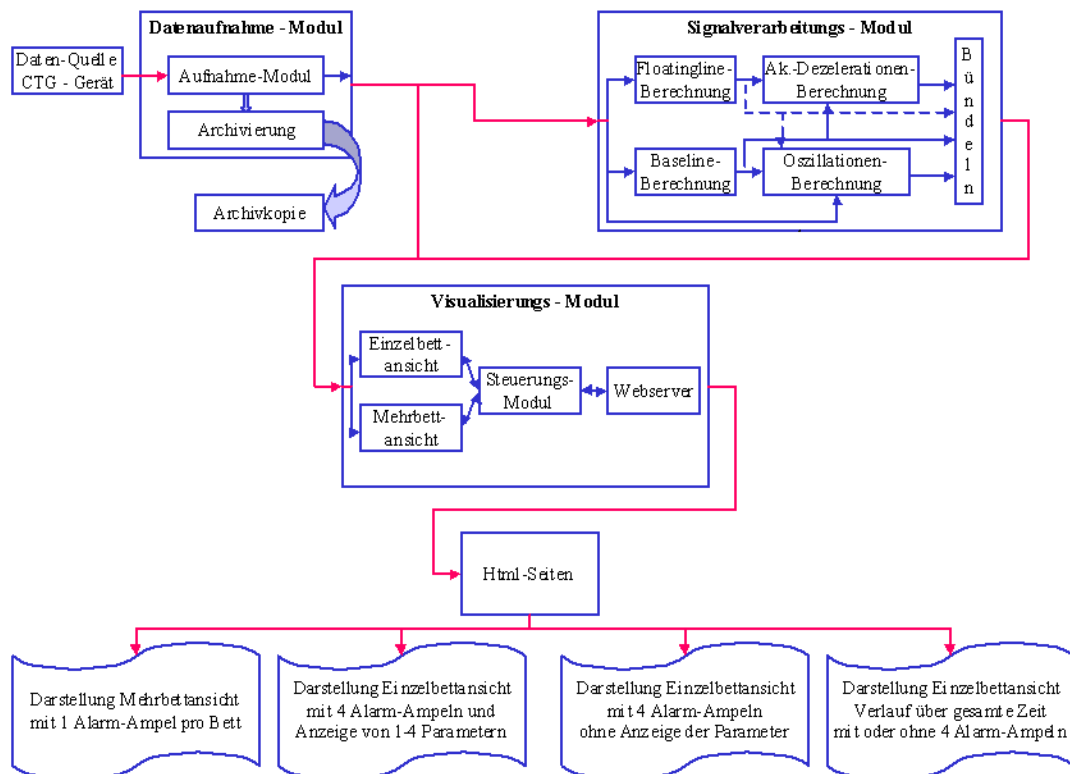 Datenaufnahme - Modul
Daten-Quelle
CTG - Gerät
Aufnahme-Modul
Archivierung
Archivkopie
Signalverarbeitungs - Modul
Floatingline-
Berechnung
Ak.-Dezelerationen-
Berechnung
Baseline-
Berechnung
Oszillationen-
Berechnung
B
ü
n
d
e
l
n
Visualisierungs - Modul
Einzelbett-
ansicht
Mehrbett-
ansicht
Steuerungs-
Modul
Webserver
Html-Seiten
Darstellung Mehrbettansicht
mit 1 Alarm-Ampel pro Bett
Darstellung Einzelbettansicht
mit 4 Alarm-Ampeln und
Anzeige von 1-4 Parametern
Darstellung Einzelbettansicht
mit 4 Alarm-Ampeln
ohne Anzeige der Parameter
Darstellung Einzelbettansicht
Verlauf über gesamte Zeit
mit oder ohne 4 Alarm-Ampeln